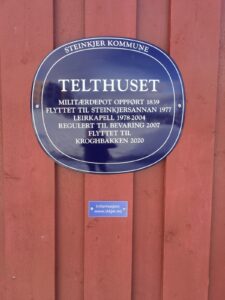 STEINKJER KOMMUNE
TELTHUSET
MILITÆRDEPOT OPPFØRT 1839
FLYTTET TIL STEINKJERSANNAN 1977
LEIRKAPELL 1978-2004
REGULERT TIL BEVARING 2007
FLYTTET TIL
KROGHBAKKEN 2020